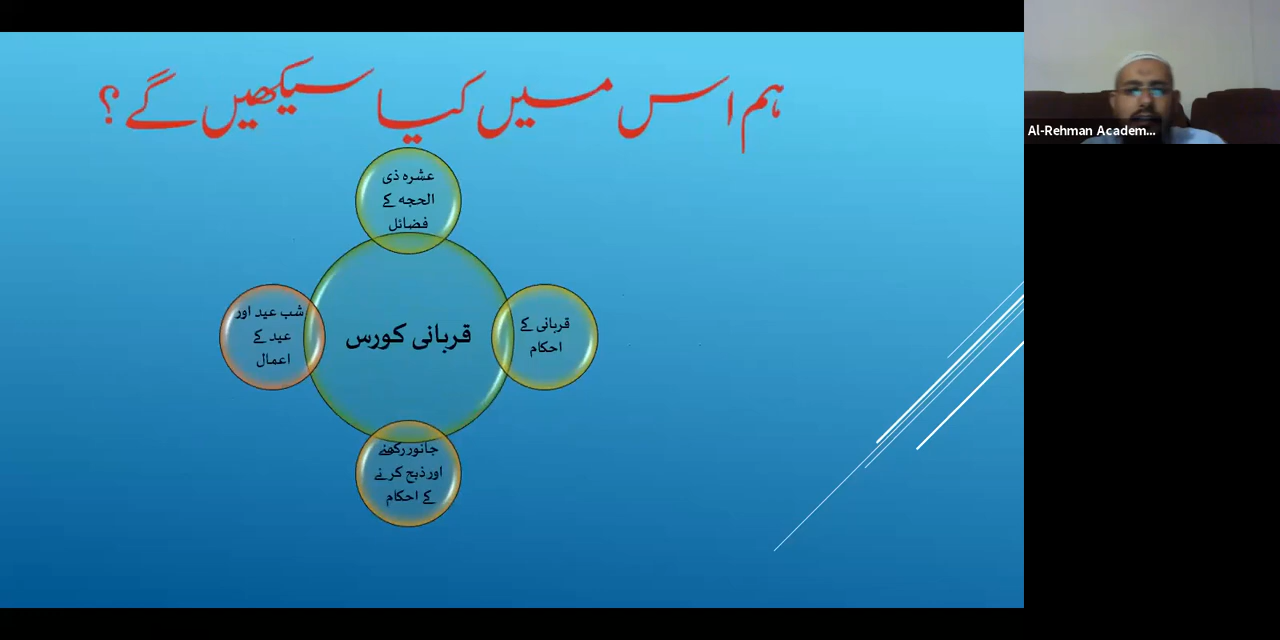 ہم اس میں کیا سیکھیں گے؟
عشرہ ذی
الحجہ کے
فضائل
قربانی کے
احکام
قربانی کورس
شب عید اور
عید کے
اعمال
جانور رکھنے
اور ذبح کرنے
کے احکام
Al-Rehman Academ...